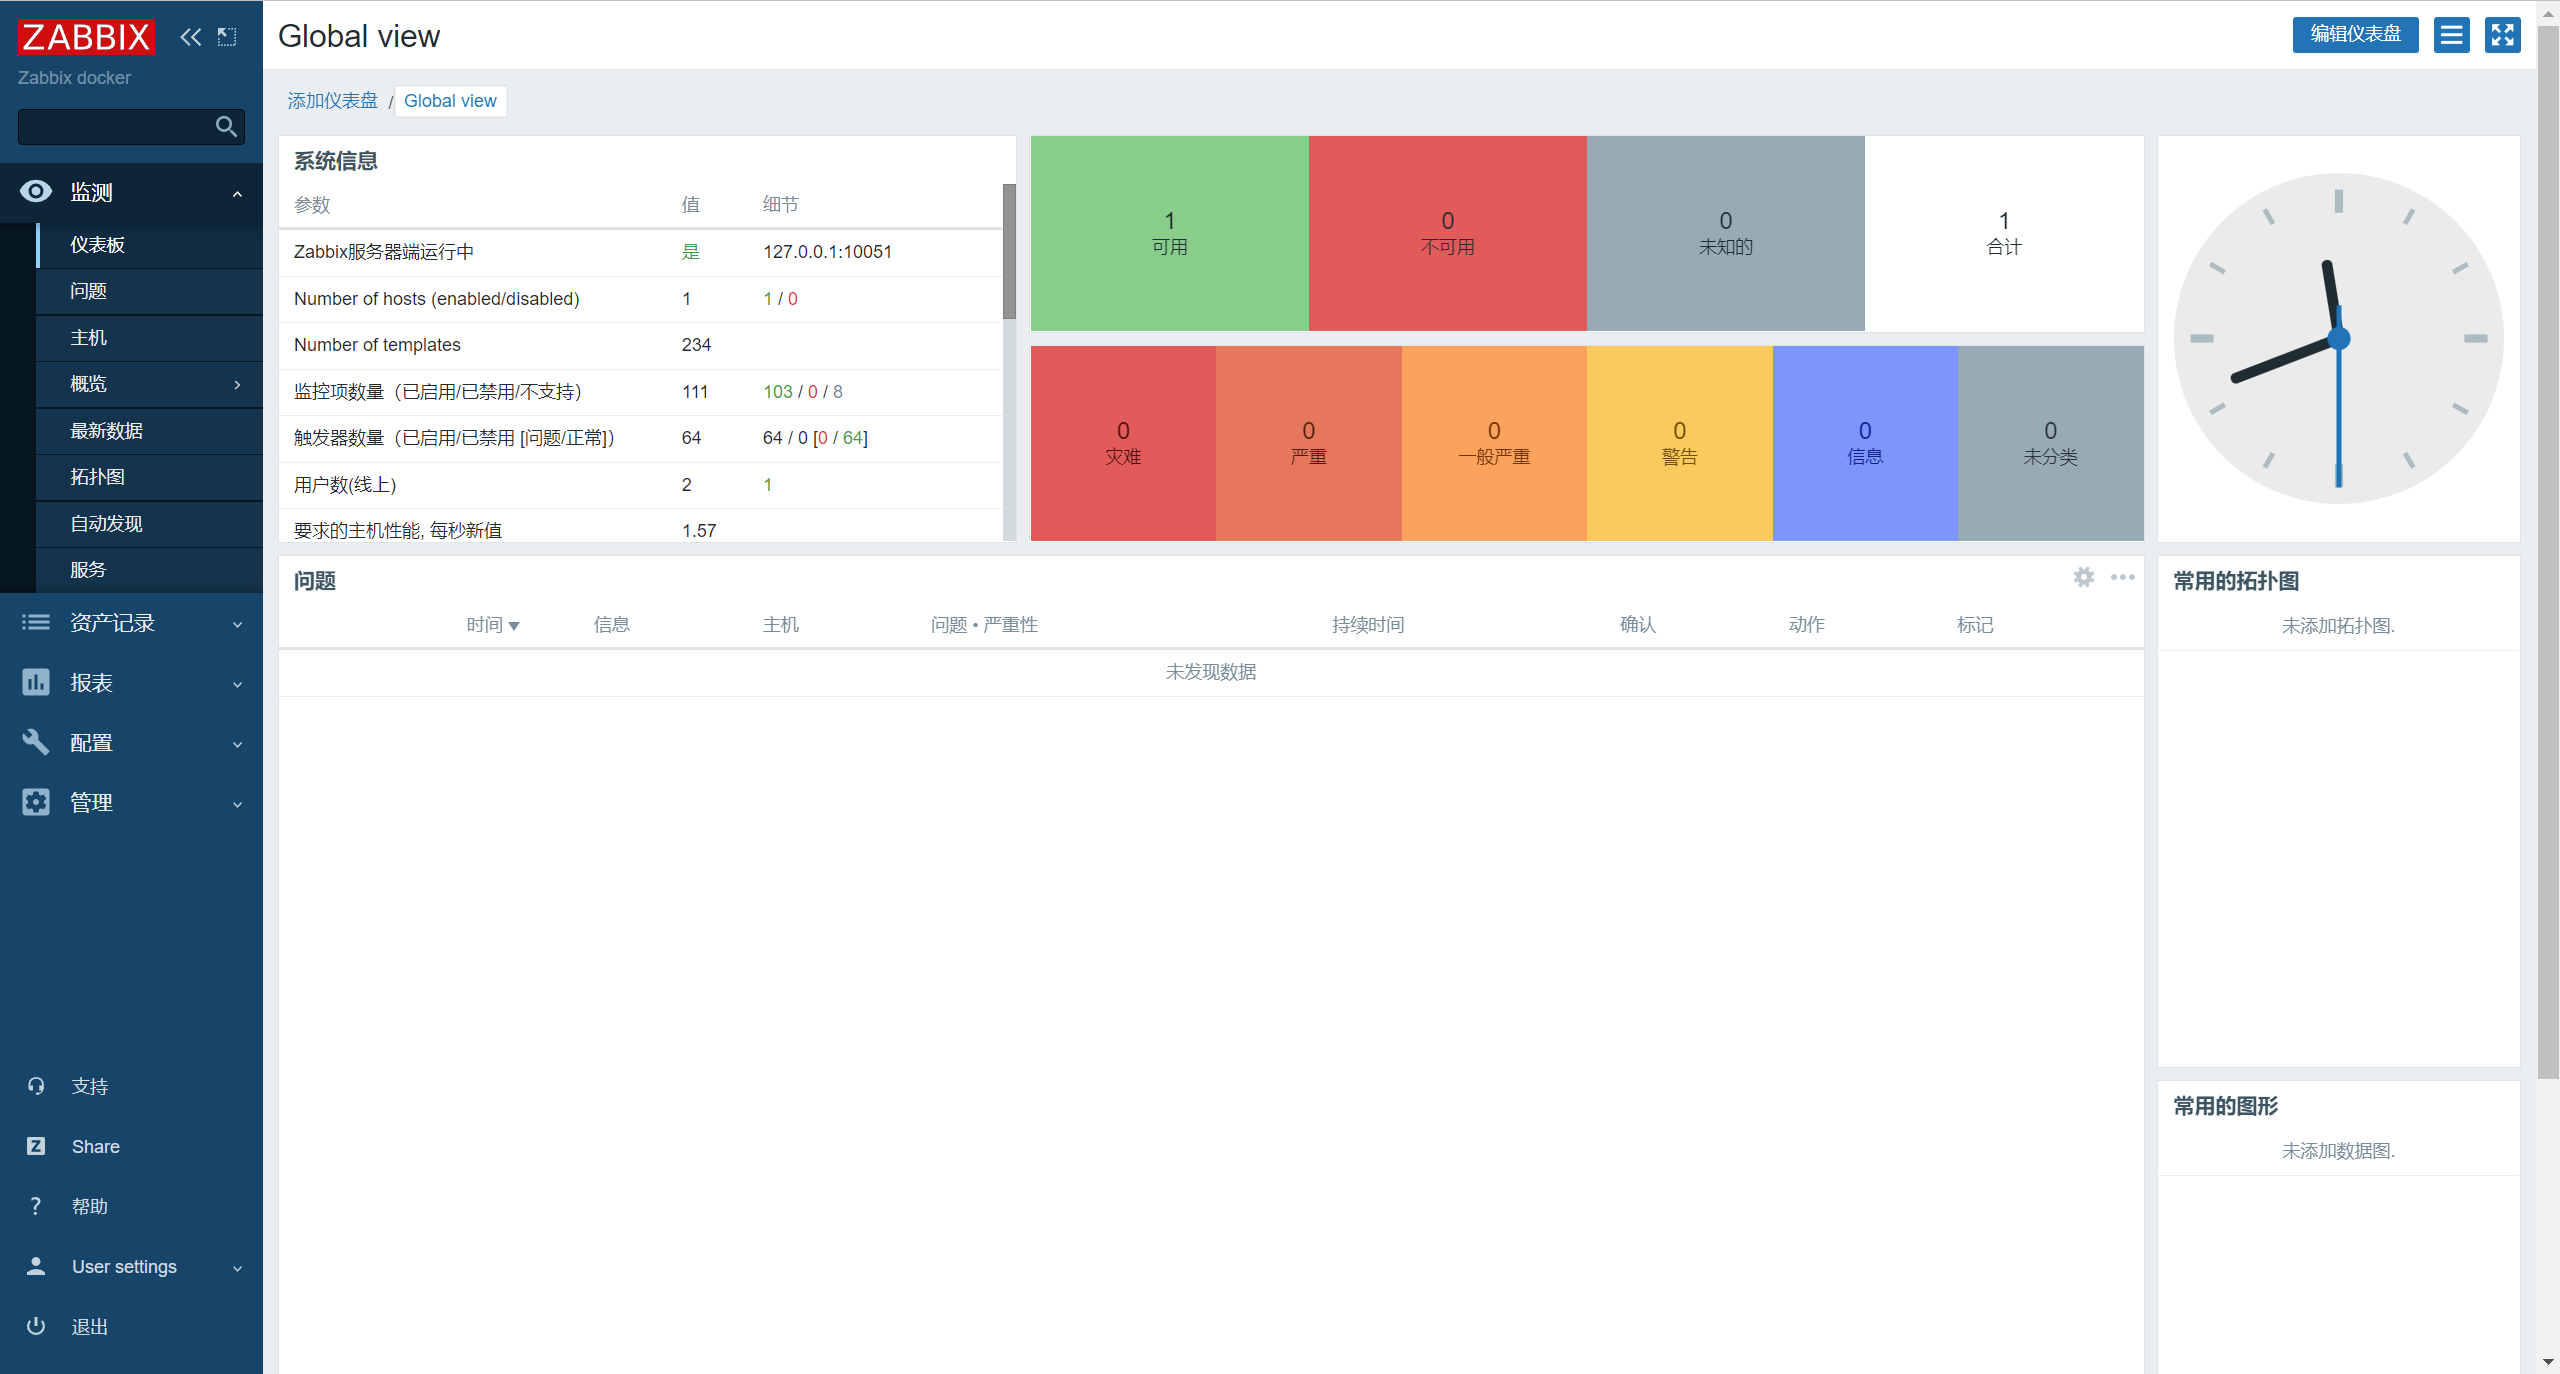 ZABBIX
Zabbix docker
监测
仪表板
问题
主机
概览
最新数据
拓扑图
自动发现
服务
资产记录
报表
配置
管理
支持
Z Share
? 帮助
User settings
退出
Global view
编辑仪表盘
添加仪表盘 / Global view
系统信息
参数 值 细节
Zabbix服务器端运行中 是 127.0.0.1:10051
Number of hosts (enabled/disabled) 1 1 / 0
Number of templates 234
监控项数量（已启用/已禁用/不支持） 111 103 / 0 / 8
触发器数量（已启用/已禁用 [问题/正常]） 64 64 / 0 [0 / 64]
用户数(线上) 2 1
要求的主机性能, 每秒新值 1.57
1 0 0 1
可用 不可用 未知的 合计
0 0 0 0 0 0
灾难 严重 一般严重 警告 信息 未分类
问题
时间 信息 主机 问题 • 严重性 持续时间 确认 动作 标记
未发现数据
常用的拓扑图
未添加拓扑图.
常用的图形
未添加数据图.